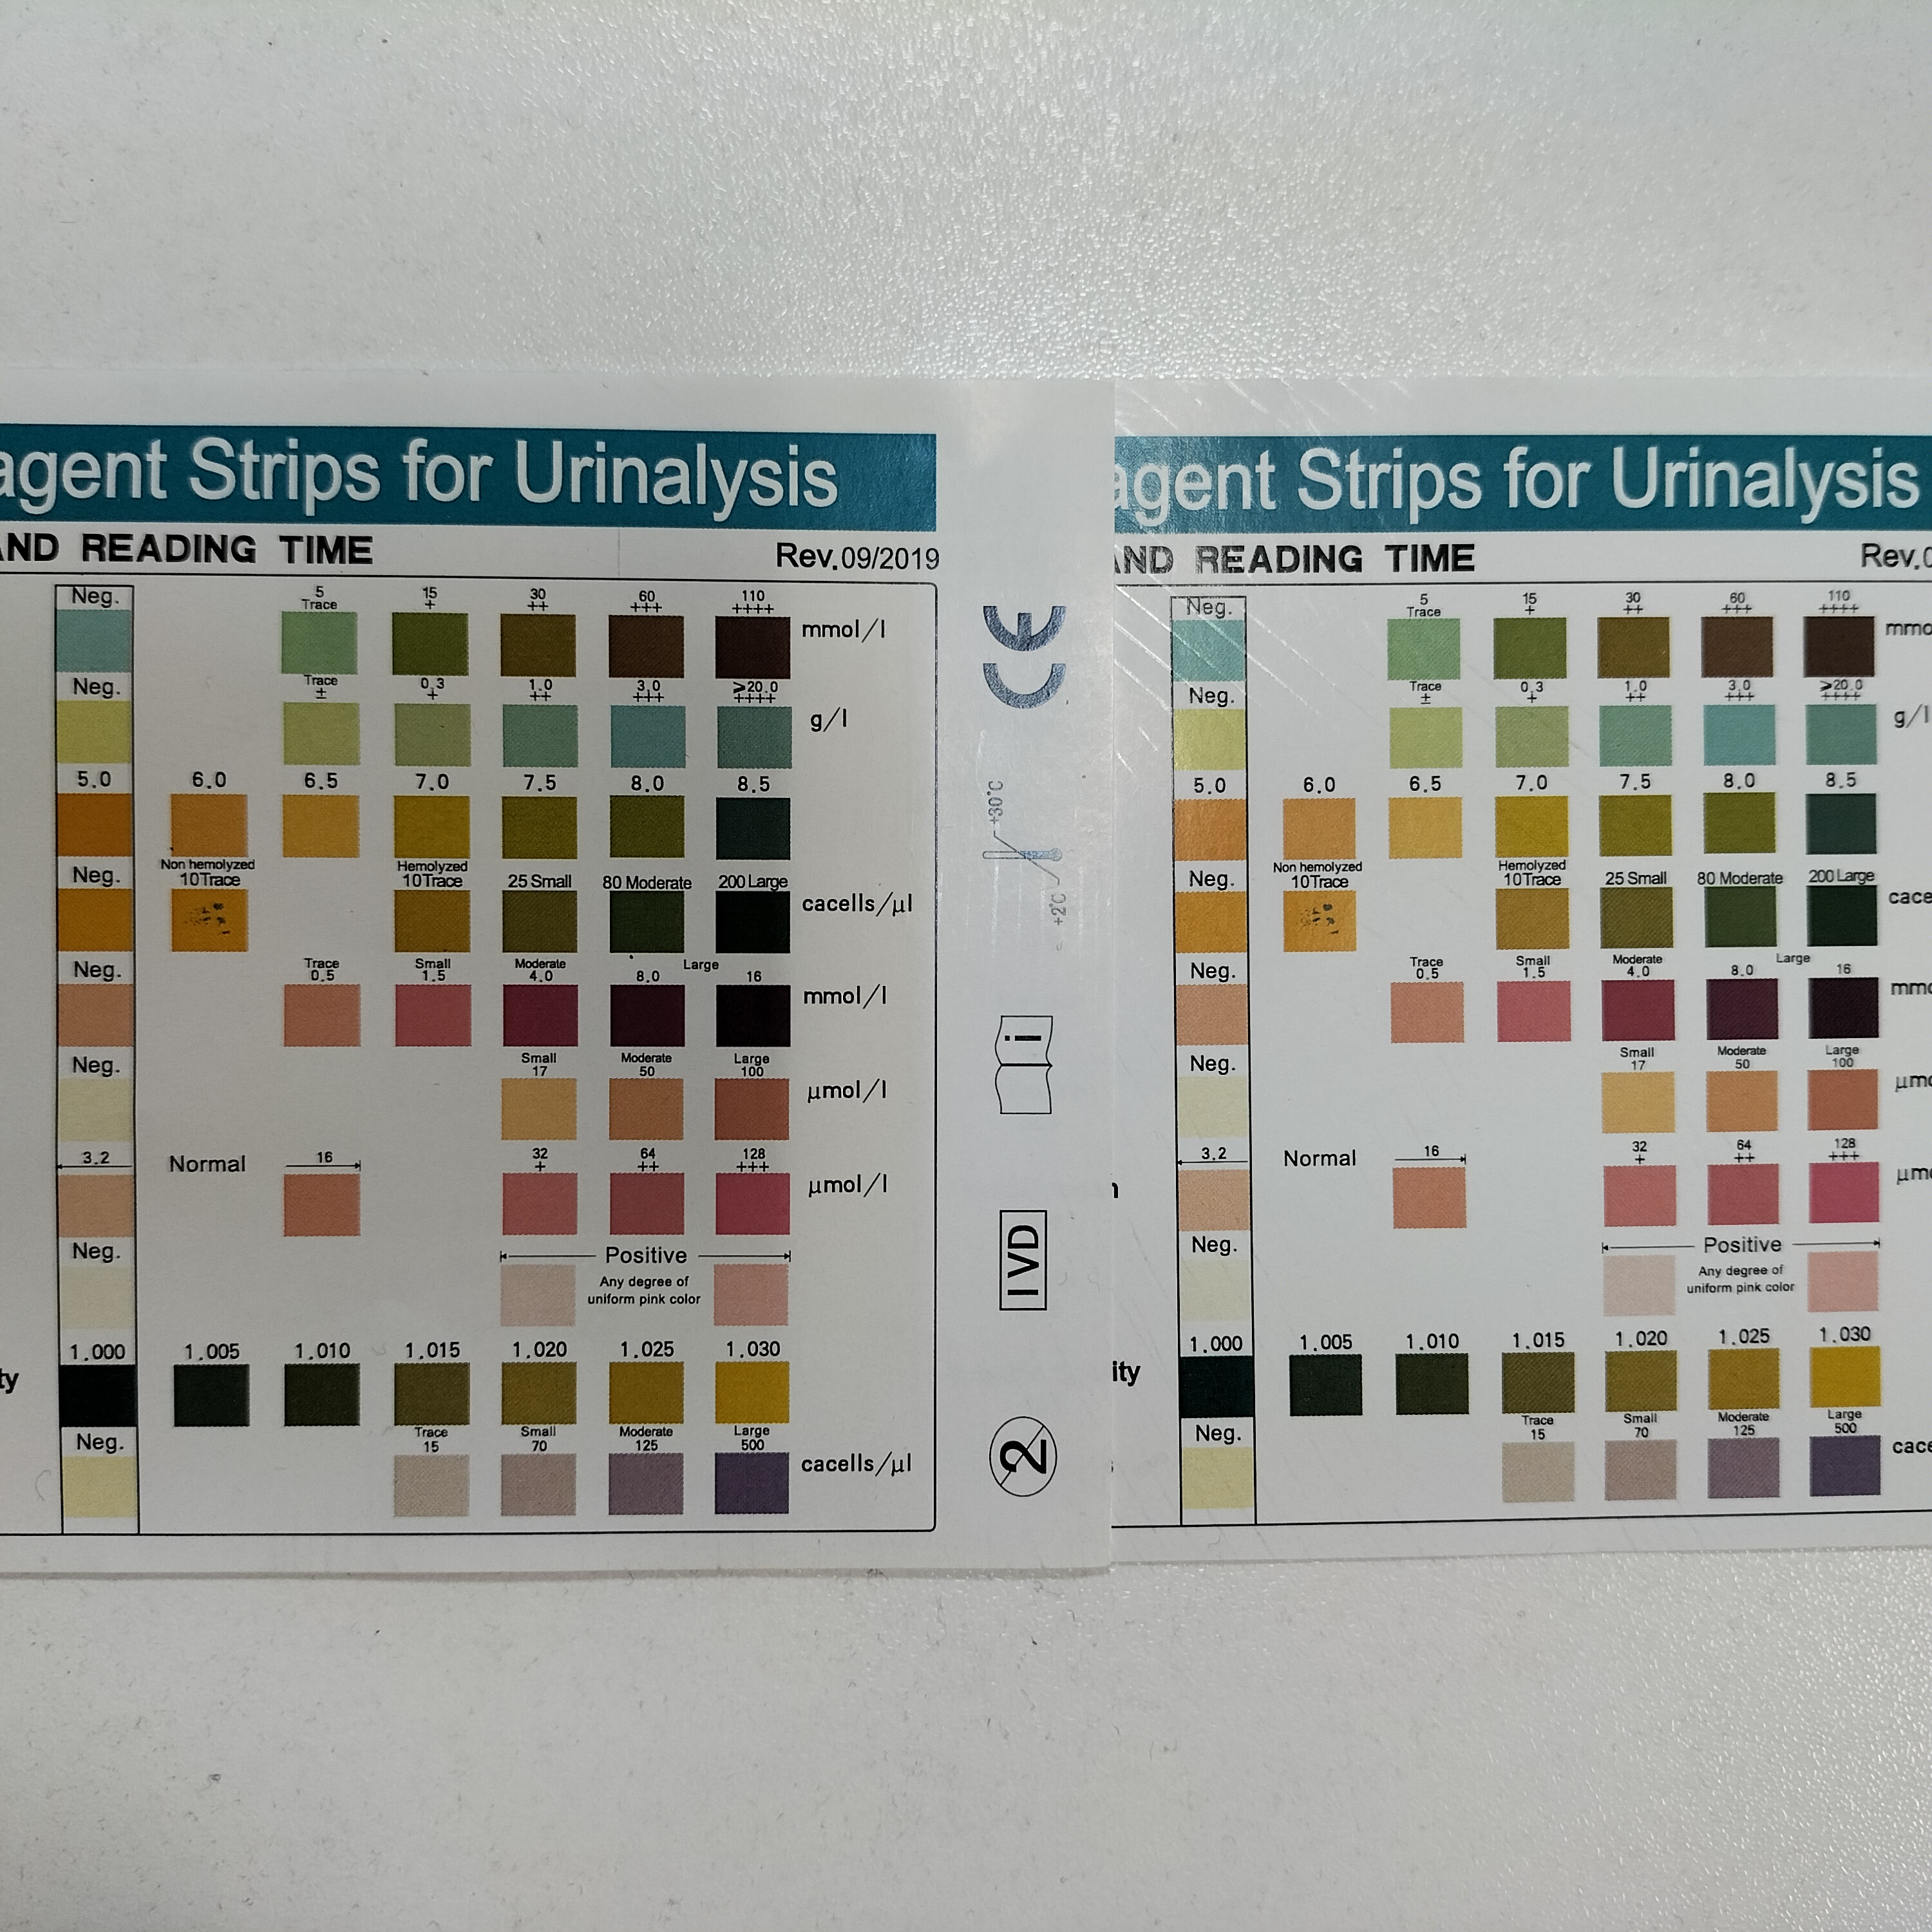 agent Strips for Urinalysis
AND READING TIME Rev.09/2019
Neg. 5 Trace 15 + 30 ++ 60 +++ 110 ++++ mmol/l
Neg. Trace ± 0.3 + 1.0 ++ 3.0 +++ ⩾20.0 ++++ g/l
5.0 6.0 6.5 7.0 7.5 8.0 8.5
Neg. Non hemolyzed 10Trace Hemolyzed 10Trace 25 Small 80 Moderate 200 Large cacells/μl
Neg. Trace 0.5 Small 1.5 Moderate 4.0 8.0 Large 16 mmol/l
Neg. Small 17 Moderate 50 Large 100 μmol/l
3.2 Normal 16 32 + 64 ++ 128 +++ μmol/l
Neg. Positive
Any degree of
uniform pink color
1.000 1.005 1.010 1.015 1.020 1.025 1.030
ty
Neg. Trace 15 Small 70 Moderate 125 Large 500 cacells/μl
CE
+30°C
+2°C
i
IVD
2
agent Strips for Urinalysis
AND READING TIME Rev.0
Neg. 5 Trace 15 + 30 ++ 60 +++ 110 ++++ mmo
Neg. Trace ± 0.3 + 1.0 ++ 3.0 +++ ⩾20.0 ++++ g/l
5.0 6.0 6.5 7.0 7.5 8.0 8.5
Neg. Non hemolyzed 10Trace Hemolyzed 10Trace 25 Small 80 Moderate 200 Large cace
Neg. Trace 0.5 Small 1.5 Moderate 4.0 8.0 Large 16 mmo
Neg. Small 17 Moderate 50 Large 100 μmo
3.2 Normal 16 32 + 64 ++ 128 +++ μmo
Neg. Positive
Any degree of
uniform pink color
1.000 1.005 1.010 1.015 1.020 1.025 1.030
ity
Neg. Trace 15 Small 70 Moderate 125 Large 500 cace